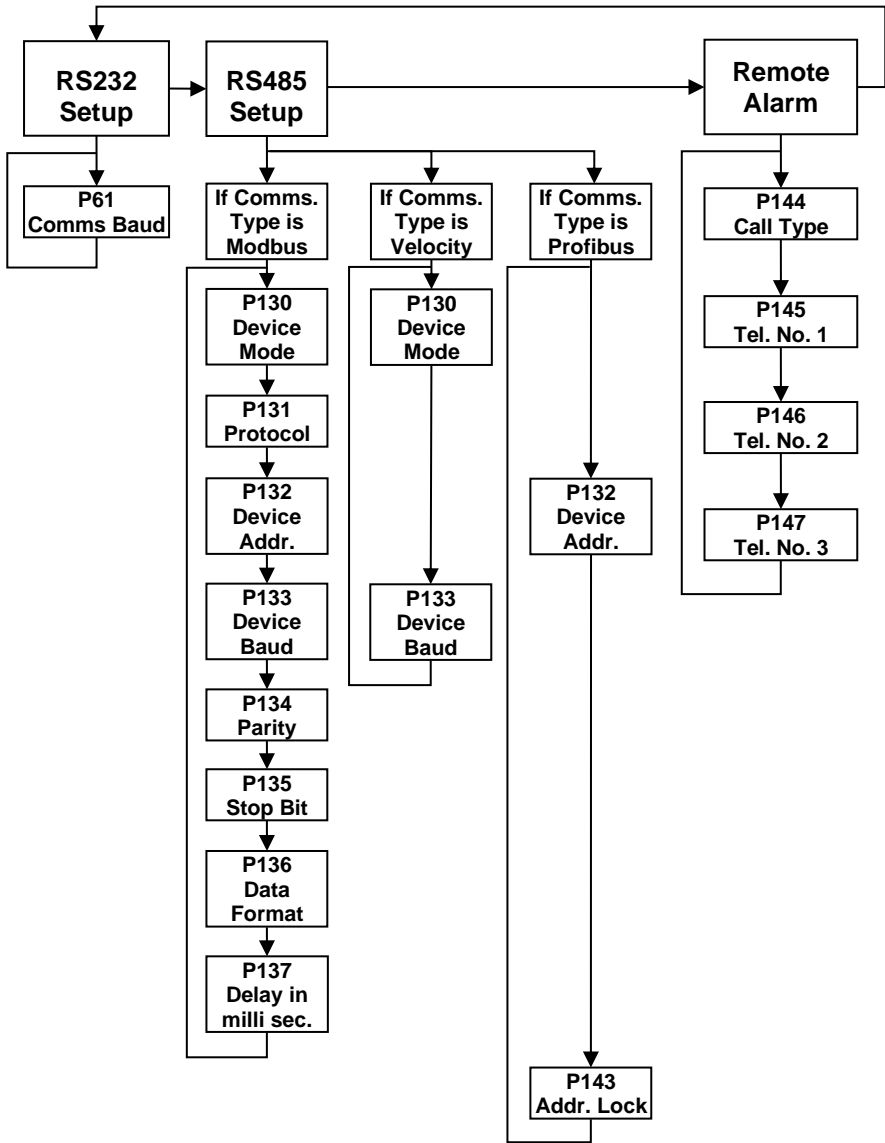 RS232
Setup
RS485
Setup
Remote
Alarm
P61
Comms Baud
If Comms.
Type is
Modbus
P130
Device
Mode
P131
Protocol
P132
Device
Addr.
P133
Device
Baud
P134
Parity
P135
Stop Bit
P136
Data
Format
P137
Delay in
milli sec.
If Comms.
Type is
Velocity
P130
Device
Mode
P133
Device
Baud
If Comms.
Type is
Profibus
P132
Device
Addr.
P143
Addr. Lock
P144
Call Type
P145
Tel. No. 1
P146
Tel. No. 2
P147
Tel. No. 3